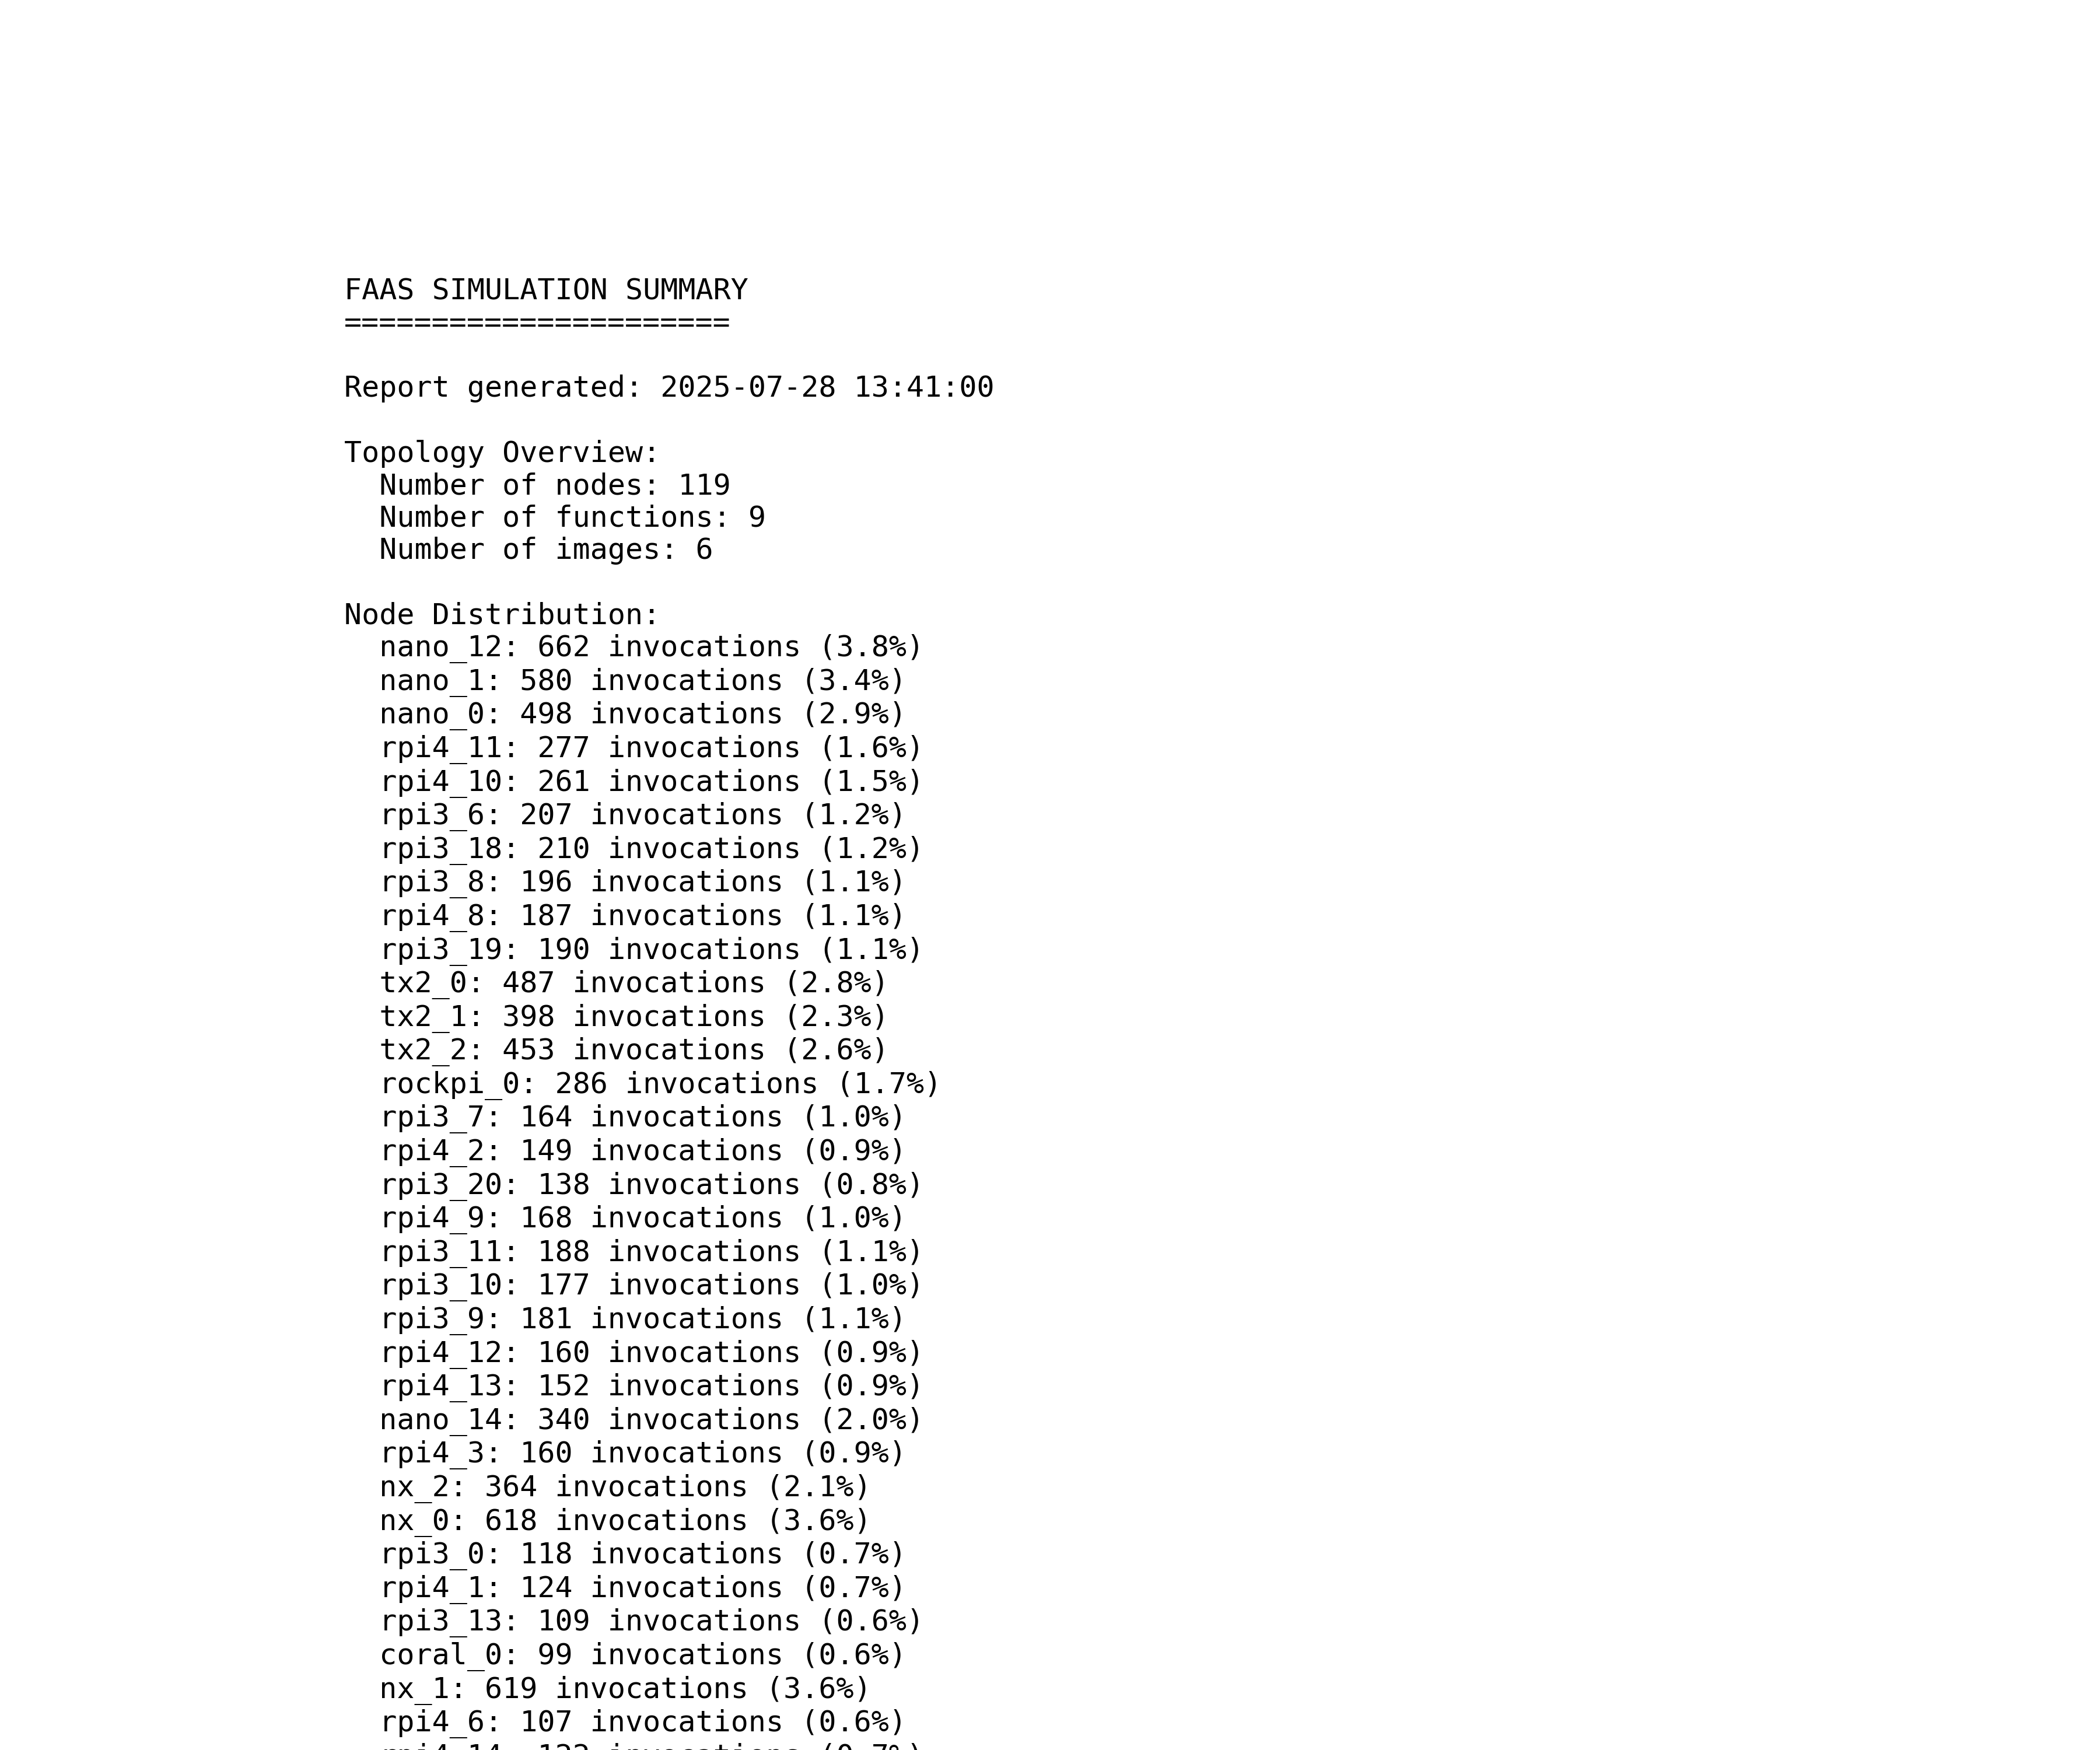 FAAS SIMULATION SUMMARY
======================
Report generated: 2025-07-28 13:41:00
Topology Overview:
Number of nodes: 119
Number of functions: 9
Number of images: 6
Node Distribution:
nano_12: 662 invocations (3.8%)
nano_1: 580 invocations (3.4%)
nano_0: 498 invocations (2.9%)
rpi4_11: 277 invocations (1.6%)
rpi4_10: 261 invocations (1.5%)
rpi3_6: 207 invocations (1.2%)
rpi3_18: 210 invocations (1.2%)
rpi3_8: 196 invocations (1.1%)
rpi4_8: 187 invocations (1.1%)
rpi3_19: 190 invocations (1.1%)
tx2_0: 487 invocations (2.8%)
tx2_1: 398 invocations (2.3%)
tx2_2: 453 invocations (2.6%)
rockpi_0: 286 invocations (1.7%)
rpi3_7: 164 invocations (1.0%)
rpi4_2: 149 invocations (0.9%)
rpi3_20: 138 invocations (0.8%)
rpi4_9: 168 invocations (1.0%)
rpi3_11: 188 invocations (1.1%)
rpi3_10: 177 invocations (1.0%)
rpi3_9: 181 invocations (1.1%)
rpi4_12: 160 invocations (0.9%)
rpi4_13: 152 invocations (0.9%)
nano_14: 340 invocations (2.0%)
rpi4_3: 160 invocations (0.9%)
nx_2: 364 invocations (2.1%)
nx_0: 618 invocations (3.6%)
rpi3_0: 118 invocations (0.7%)
rpi4_1: 124 invocations (0.7%)
rpi3_13: 109 invocations (0.6%)
coral_0: 99 invocations (0.6%)
nx_1: 619 invocations (3.6%)
rpi4_6: 107 invocations (0.6%)